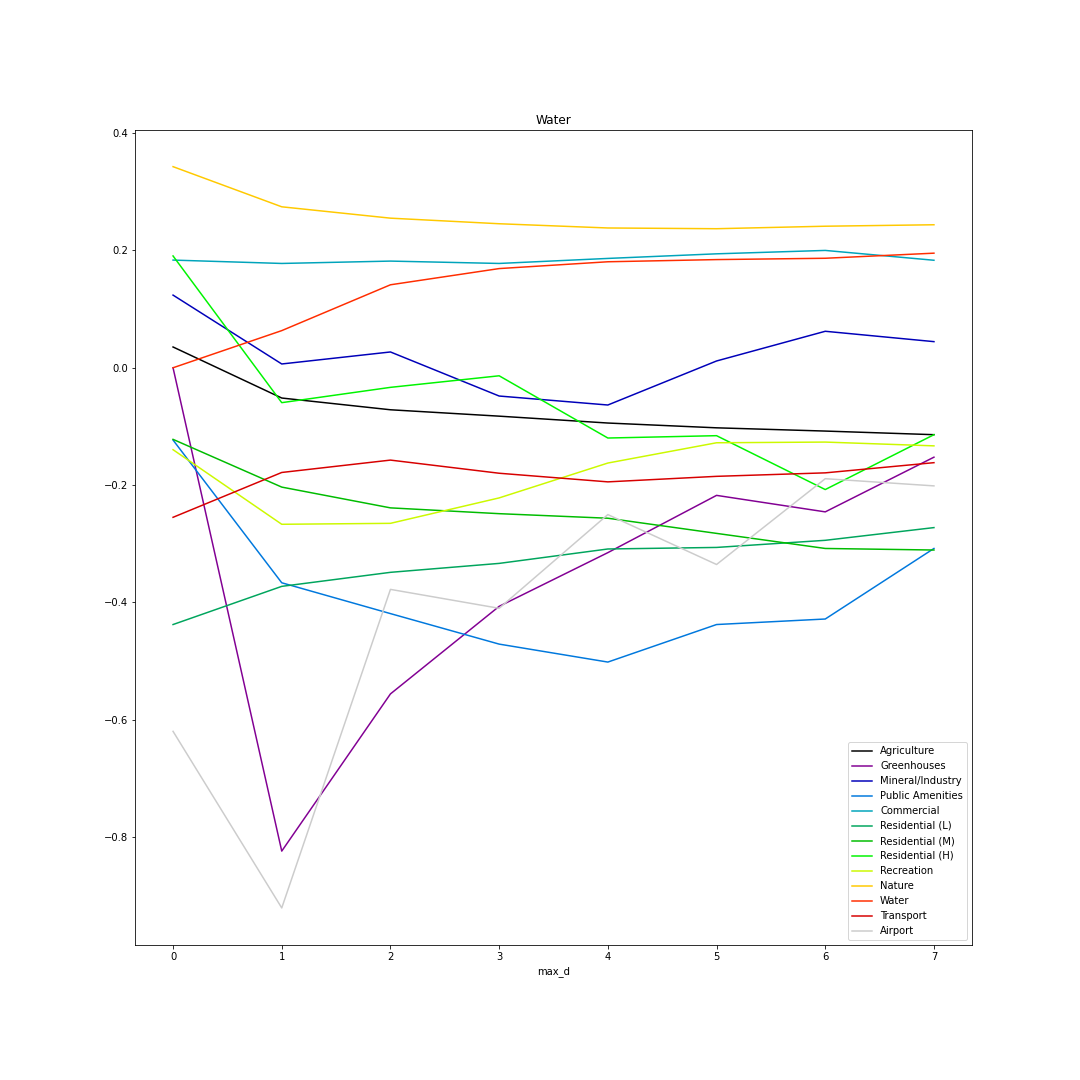 Water
0.4
0.2
0.0
−0.2
−0.4
−0.6
−0.8
0 1 2 3 4 5 6 7
max_d
Agriculture
Greenhouses
Mineral/Industry
Public Amenities
Commercial
Residential (L)
Residential (M)
Residential (H)
Recreation
Nature
Water
Transport
Airport